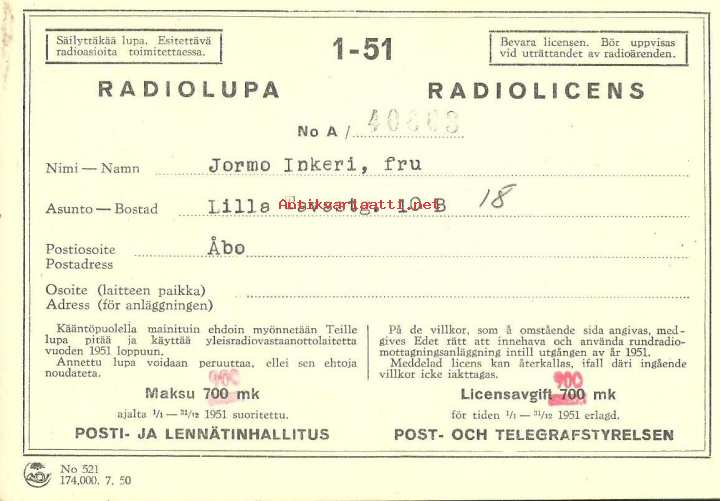 Säilyttäkää lupa. Esitettävä
radioasioita toimitettaessa.
1-51
Bevara licensen. Bör uppvisas
vid uträttandet av radioärenden.
RADIOLUPA
RADIOLICENS
No A /
Nimi — Namn Jormo Inkeri, fru
Asunto — Bostad Lilla Tavastg. 10 B 18
Antikvariaatti.net
Postiosoite Åbo
Postadress
Osoite (laitteen paikka)
Adress (för anläggningen)
Kääntöpuolella mainituin ehdoin myönnetään Teille
lupa pitää ja käyttää yleisradiovastaanottolaitetta
vuoden 1951 loppuun.
Annettu lupa voidaan peruuttaa, ellei sen ehtoja
noudateta.
900
Maksu 700 mk
ajalta 1/1 — 31/12 1951 suoritettu.
POSTI- JA LENNÄTINHALLITUS
På de villkor, som å omstående sida angivas, med-
gives Edet rätt att innehava och använda rundradio-
mottagningsanläggning intill utgången av år 1951.
Meddelad licens kan återkallas, ifall däri ingående
villkor icke iakttagas.
900
Licensavgift 700 mk
för tiden 1/1 — 31/12 1951 erlagd.
POST- OCH TELEGRAFSTYRELSEN
No 521
174,000. 7. 50